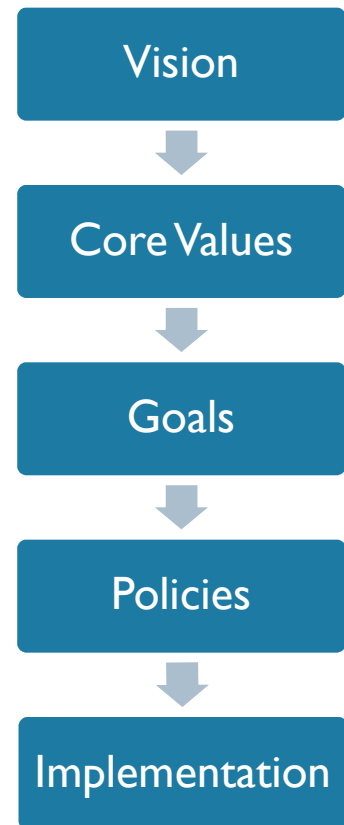 Vision
Core Values
Goals
Policies
Implementation